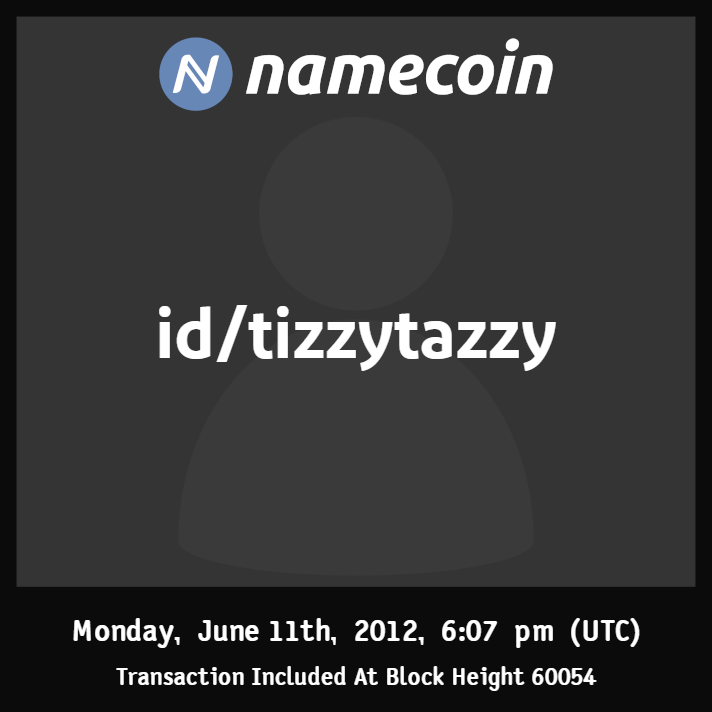 namecoin
id/tizzytazzy
Monday, June 11th, 2012, 6:07 pm (UTC)
Transaction Included At Block Height 60054